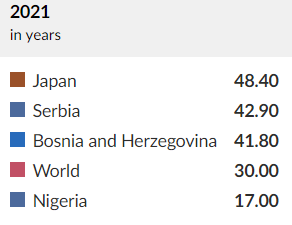 2021
in years
Japan 48.40
Serbia 42.90
Bosnia and Herzegovina 41.80
World 30.00
Nigeria 17.00